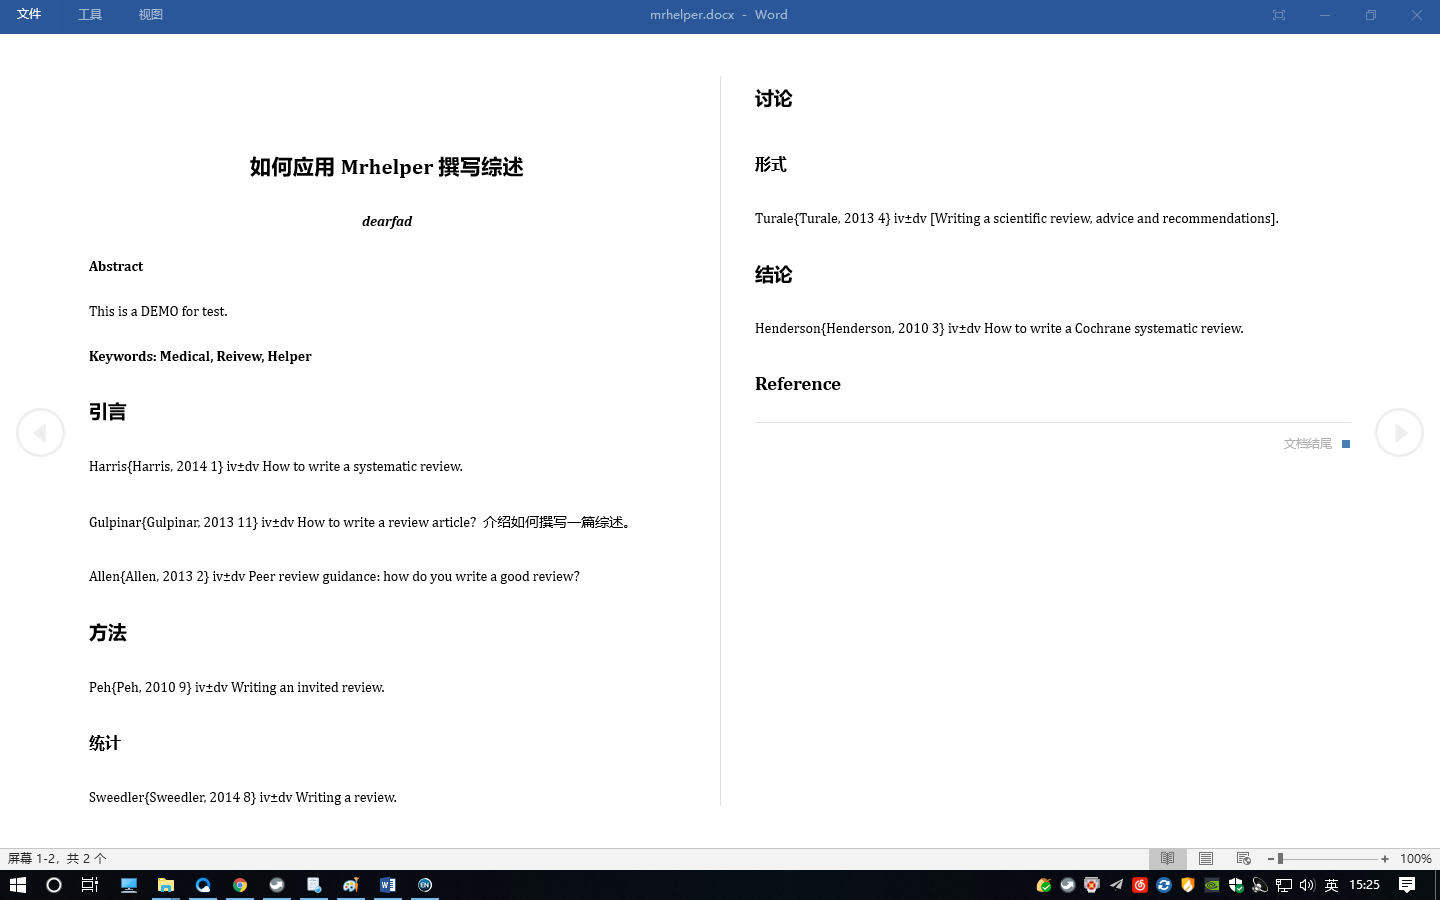 文件 工具 视图 mrhelper.docx - Word
如何应用 Mrhelper 撰写综述
dearfad
Abstract
This is a DEMO for test.
Keywords: Medical, Reivew, Helper
引言
Harris{Harris, 2014 1} iv±dv How to write a systematic review.
Gulpinar{Gulpinar, 2013 11} iv±dv How to write a review article? 介绍如何撰写一篇综述。
Allen{Allen, 2013 2} iv±dv Peer review guidance: how do you write a good review?
方法
Peh{Peh, 2010 9} iv±dv Writing an invited review.
统计
Sweedler{Sweedler, 2014 8} iv±dv Writing a review.
讨论
形式
Turale{Turale, 2013 4} iv±dv [Writing a scientific review, advice and recommendations].
结论
Henderson{Henderson, 2010 3} iv±dv How to write a Cochrane systematic review.
Reference
文档结尾
屏幕 1-2, 共 2 个 100%
EN 英 15:25